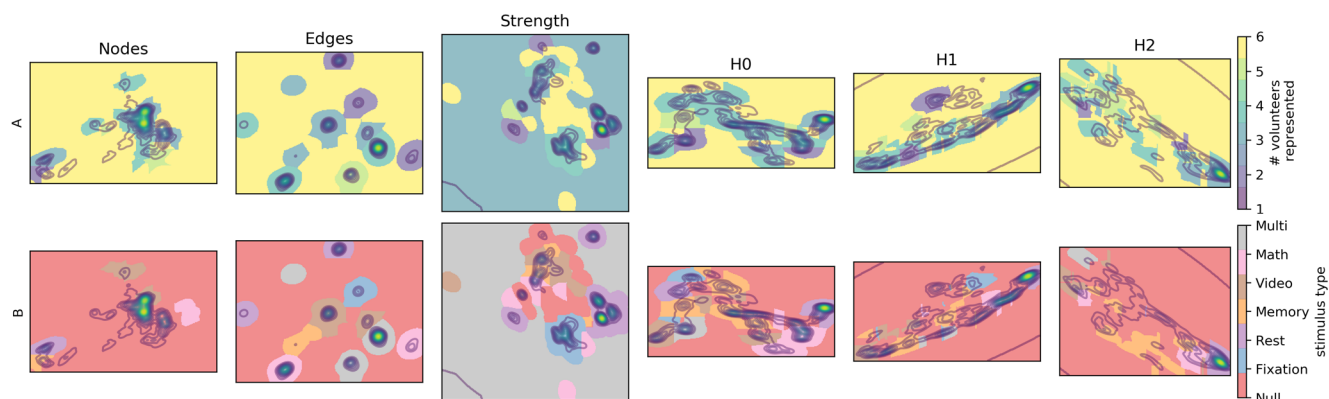 Nodes
Edges
Strength
H0
H1
H2
A
6
5
4
3
2
1
# volunteers
represented
B
Multi
Math
Video
Memory
Rest
Fixation
Null
stimulus type